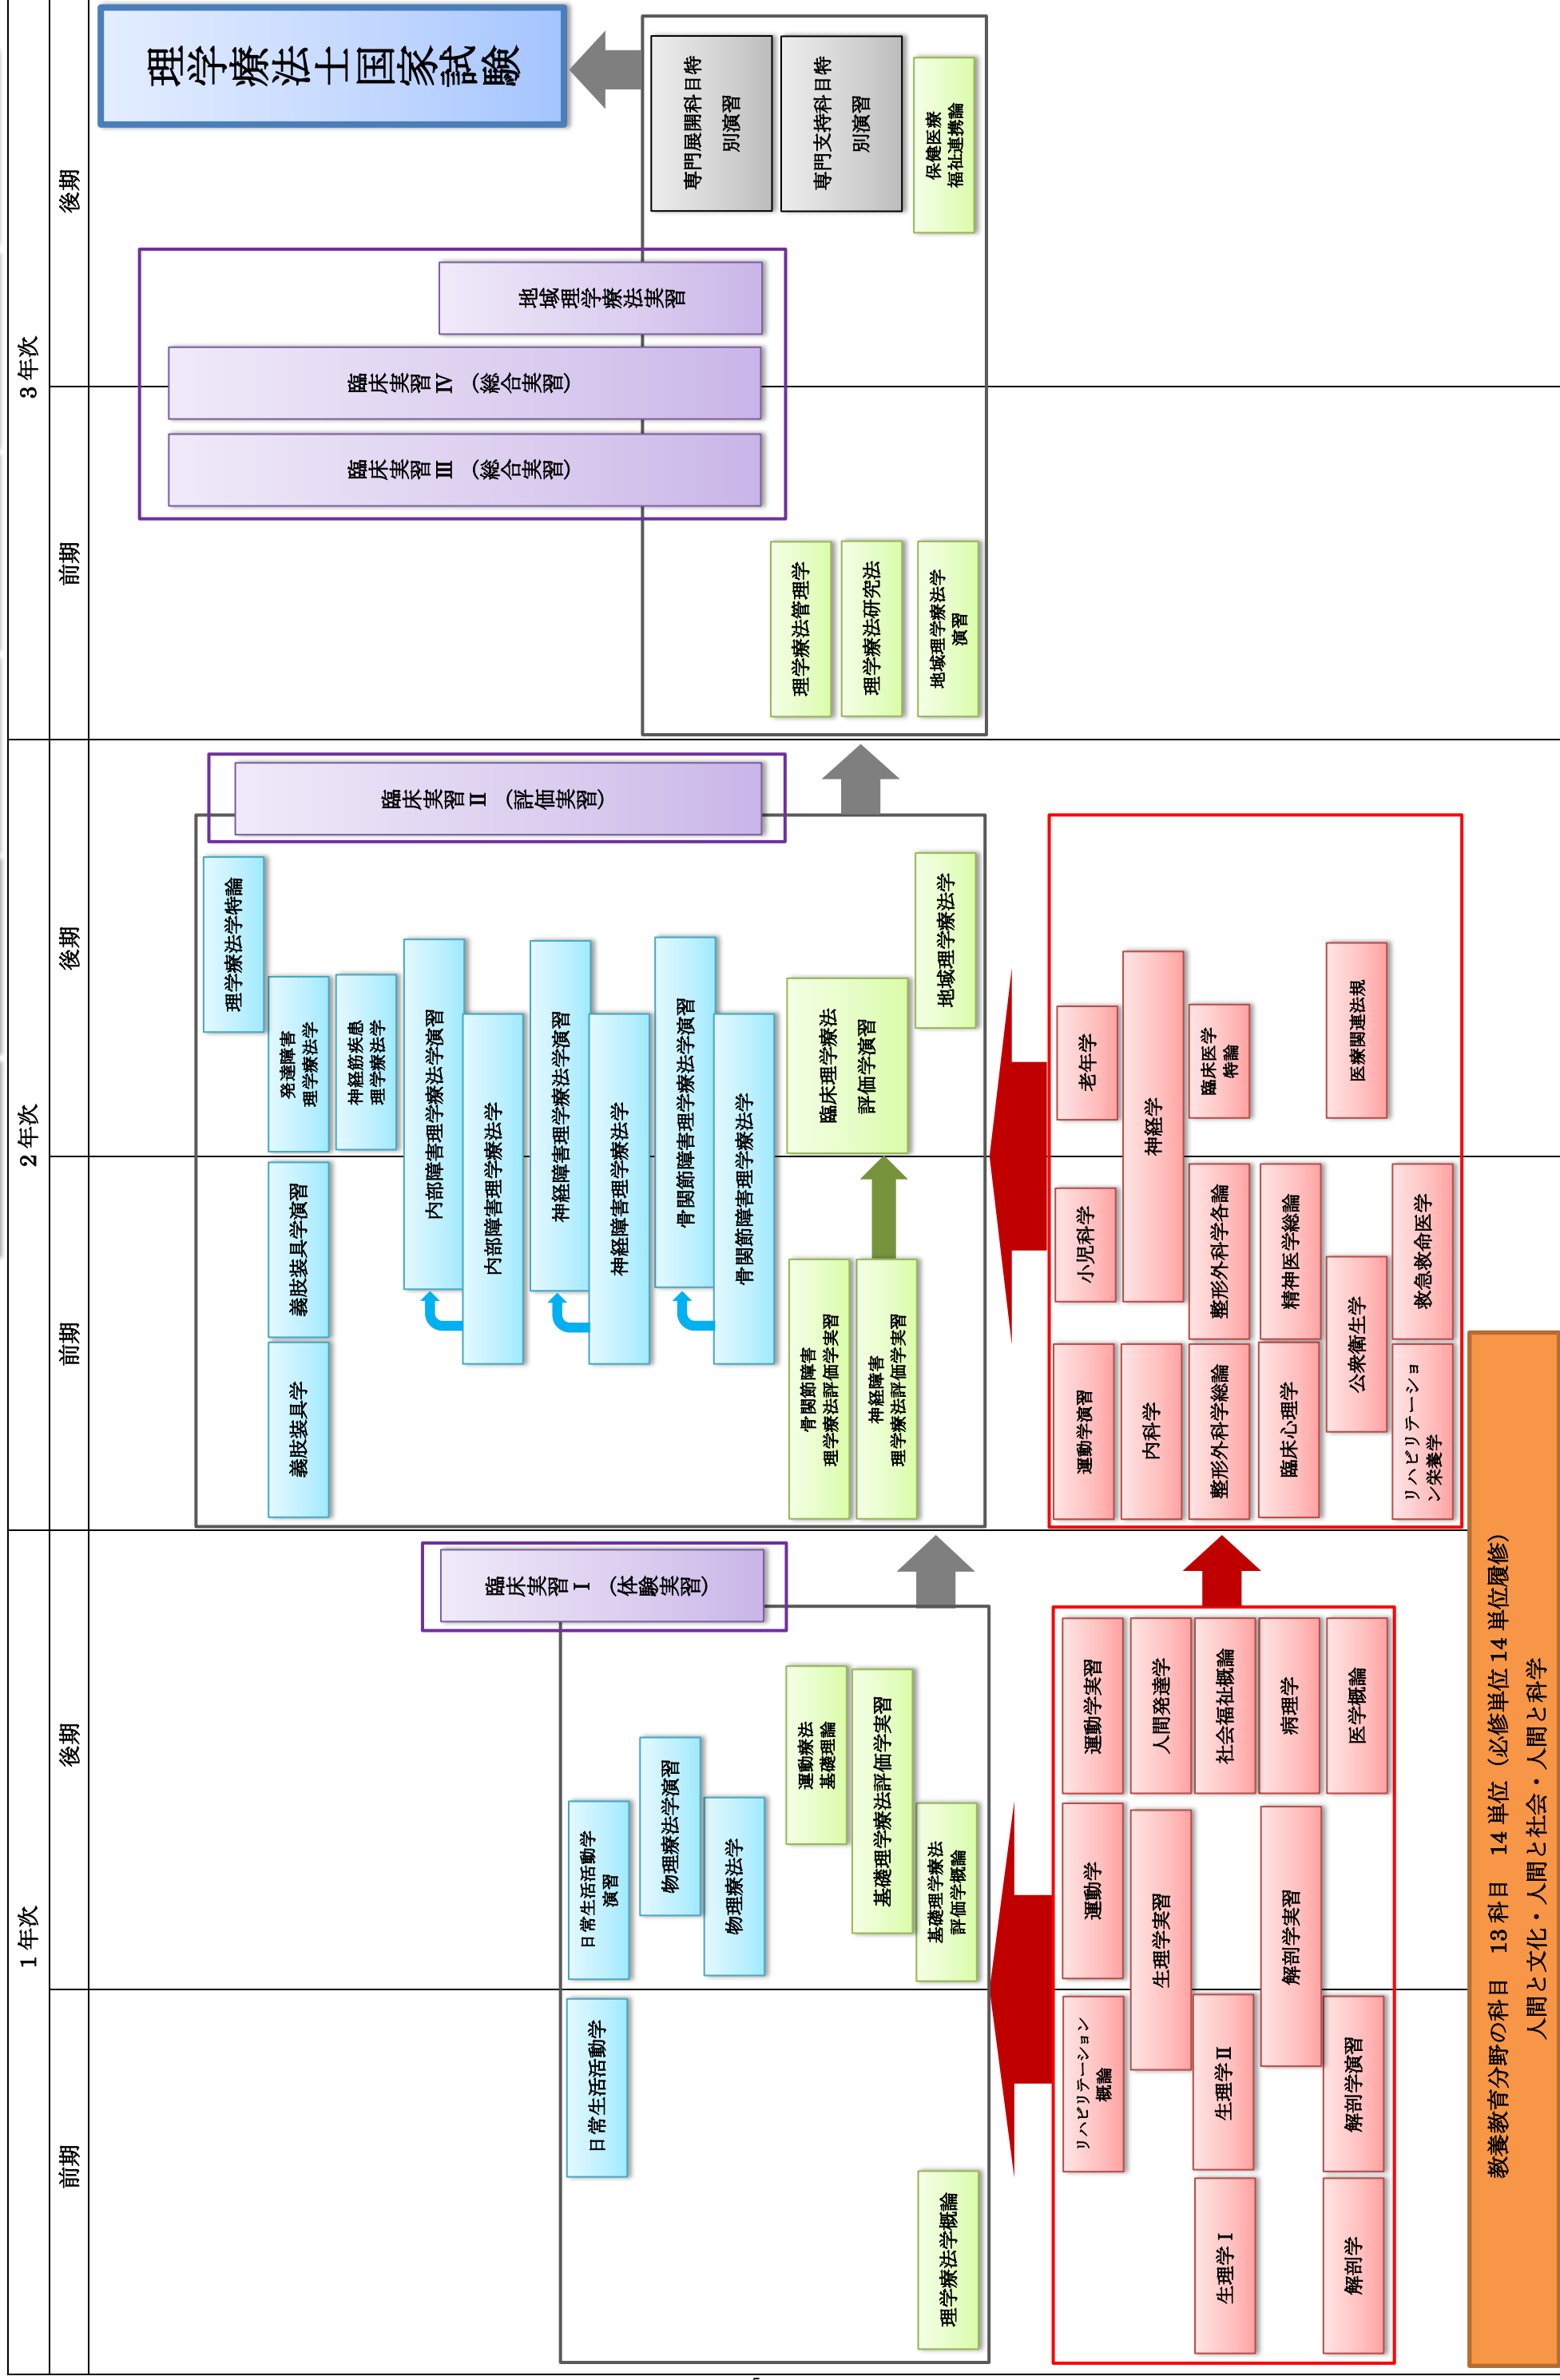 1年次
2年次
3年次
前期
後期
前期
後期
前期
後期
理学療法士国家試験
臨床実習Ⅲ（総合実習）
臨床実習Ⅳ（総合実習）
地域理学療法実習
臨床実習Ⅱ（評価実習）
理学療法学特論
義肢装具学
義肢装具学演習
発達障害
理学療法学
神経筋疾患
理学療法学
内部障害理学療法学演習
内部障害理学療法学
神経障害理学療法学演習
神経障害理学療法学
骨関節障害理学療法学演習
骨関節障害理学療法学
臨床実習Ⅰ（体験実習）
日常生活活動学
日常生活活動学
演習
物理療法学演習
物理療法学
専門展開科目特
別演習
専門支持科目特
別演習
保健医療
福祉連携論
理学療法管理学
理学療法研究法
地域理学療法学
演習
骨関節障害
理学療法評価学実習
神経障害
理学療法評価学実習
臨床理学療法
評価学演習
地域理学療法学
運動療法
基礎理論
基礎理学療法評価学実習
基礎理学療法
評価学概論
理学療法学概論
リハビリテーション
概論
運動学
運動学実習
生理学実習
人間発達学
生理学Ⅰ
生理学Ⅱ
社会福祉概論
解剖学実習
病理学
解剖学
解剖学演習
医学概論
運動学演習
小児科学
老年学
内科学
神経学
整形外科学総論
整形外科学各論
臨床医学
特論
臨床心理学
精神医学総論
公衆衛生学
医療関連法規
リハビリテーショ
ン栄養学
救急救命医学
教養教育分野の科目　13科目　14単位（必修単位14単位履修）
人間と文化・人間と社会・人間と科学